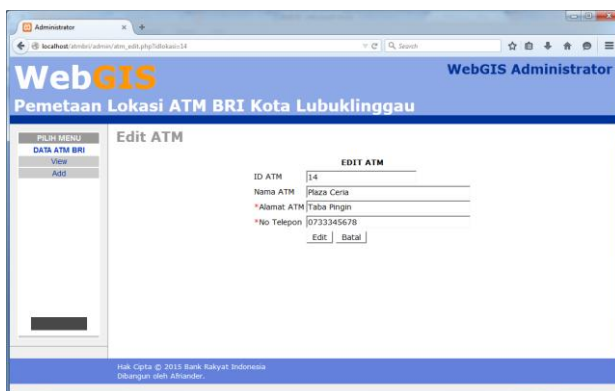 Administrator
localhost/atmbri/admin/atm_edit.php?idlokasi=14
Search
WebGIS
WebGIS Administrator
Pemetaan Lokasi ATM BRI Kota Lubuklinggau
PILIH MENU
DATA ATM BRI
View
Add
Edit ATM
EDIT ATM
ID ATM 14
Nama ATM Plaza Ceria
*Alamat ATM Taba Pingin
*No Telepon 0733345678
Edit Batal
Hak Cipta © 2015 Bank Rakyat Indonesia
Dibangun oleh Afriander.